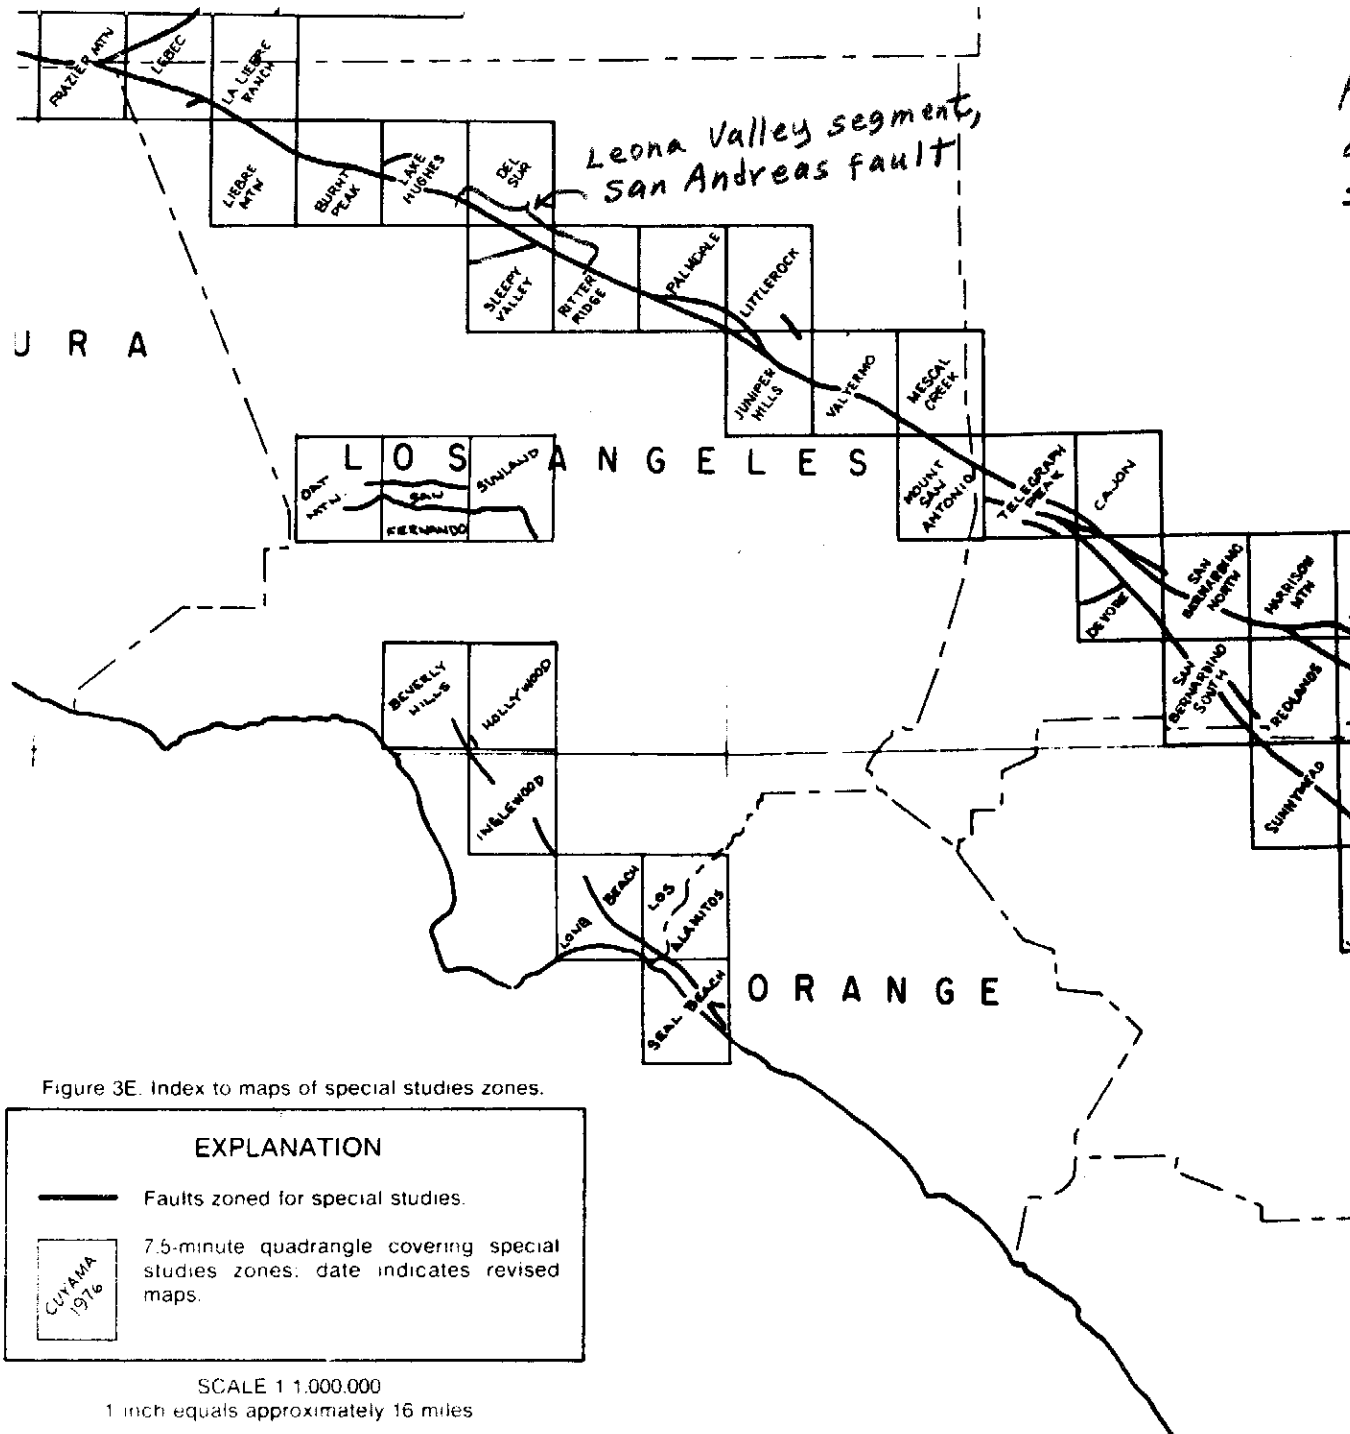 FRAZIER MTN
LEBEC
LA LIEBRE
RANCH
LIEBRE
MTN
BURNT
PEAK
LAKE
HUGHES
DEL
SUR
Leona Valley segment,
San Andreas fault
SLEEPY
VALLEY
RITTER
RIDGE
PALMDALE
LITTLEROCK
URA
JUNIPER
HILLS
VALYERMO
MESCAL
CREEK
LOS ANGELES
OAT
MTN.
SAN
FERNANDO
SUNLAND
MOUNT
SAN
ANTONIO
TELEGRAPH
PEAK
CAJON
DEVORE
SAN
BERNARDINO
NORTH
HARRISON
MTN
SAN
BERNARDINO
SOUTH
REDLANDS
SUNNYMEAD
BEVERLY
HILLS
HOLLYWOOD
INGLEWOOD
LONG BEACH
LOS
ALAMITOS
SEAL BEACH
ORANGE
Figure 3E. Index to maps of special studies zones.
EXPLANATION
Faults zoned for special studies.
7.5-minute quadrangle covering special
studies zones: date indicates revised
maps.
CUYAMA
1976
SCALE 1 1.000.000
1 inch equals approximately 16 miles